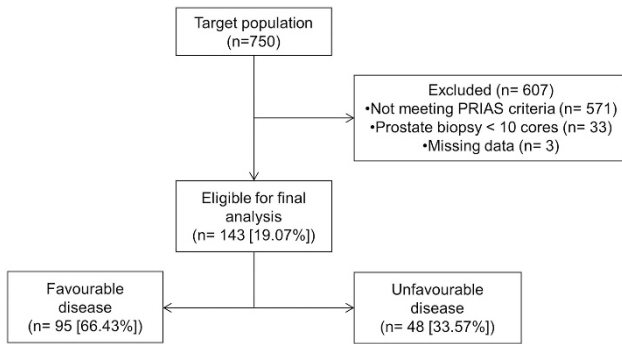 Target population
(n=750)
Excluded (n= 607)
•Not meeting PRIAS criteria (n= 571)
•Prostate biopsy < 10 cores (n= 33)
•Missing data (n= 3)
Eligible for final
analysis
(n= 143 [19.07%])
Favourable
disease
(n= 95 [66.43%])
Unfavourable
disease
(n= 48 [33.57%])